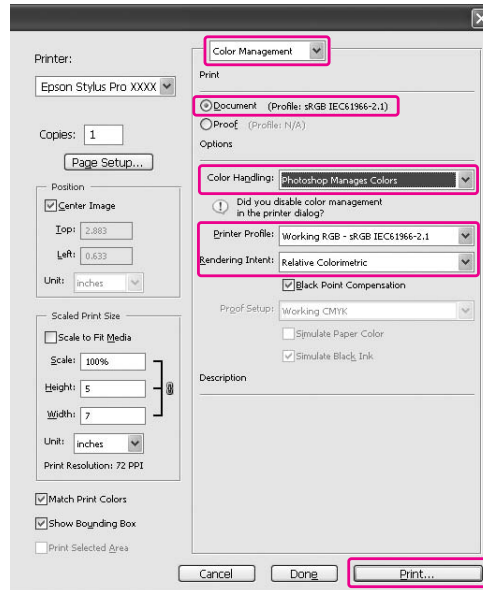 Printer:
Epson Stylus Pro XXXX
Copies: 1
Page Setup...
Position
Center Image
Top: 2.883
Left: 0.633
Unit: inches
Scaled Print Size
Scale to Fit Media
Scale: 100%
Height: 5
Width: 7
Unit: inches
Print Resolution: 72 PPI
Match Print Colors
Show Bounding Box
Print Selected Area
Color Management
Print
Document (Profile: sRGB IEC61966-2.1)
Proof (Profile: N/A)
Options
Color Handling: Photoshop Manages Colors
Did you disable color management
in the printer dialog?
Printer Profile: Working RGB - sRGB IEC61966-2.1
Rendering Intent: Relative Colorimetric
Black Point Compensation
Proof Setup: Working CMYK
Simulate Paper Color
Simulate Black Ink
Description
Cancel
Done
Print...